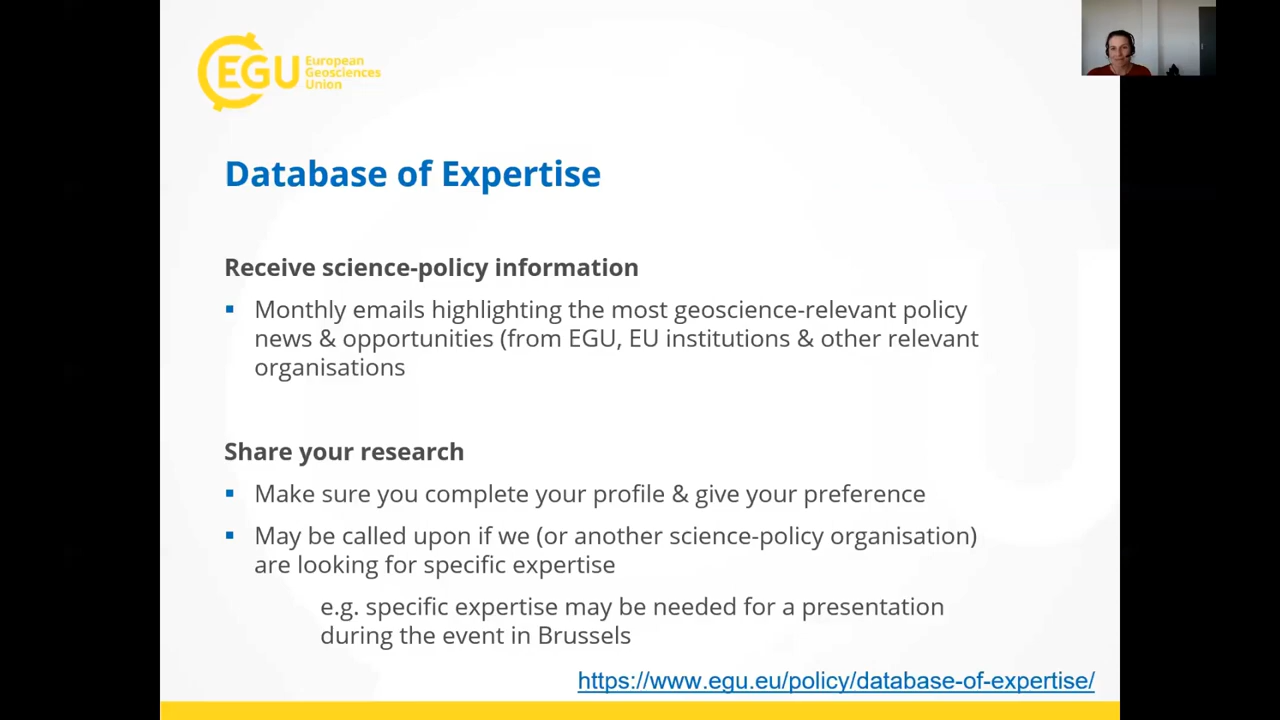 EGU
European
Geosciences
Union
Database of Expertise
Receive science-policy information
▪ Monthly emails highlighting the most geoscience-relevant policy
news & opportunities (from EGU, EU institutions & other relevant
organisations
Share your research
▪ Make sure you complete your profile & give your preference
▪ May be called upon if we (or another science-policy organisation)
are looking for specific expertise
e.g. specific expertise may be needed for a presentation
during the event in Brussels
https://www.egu.eu/policy/database-of-expertise/